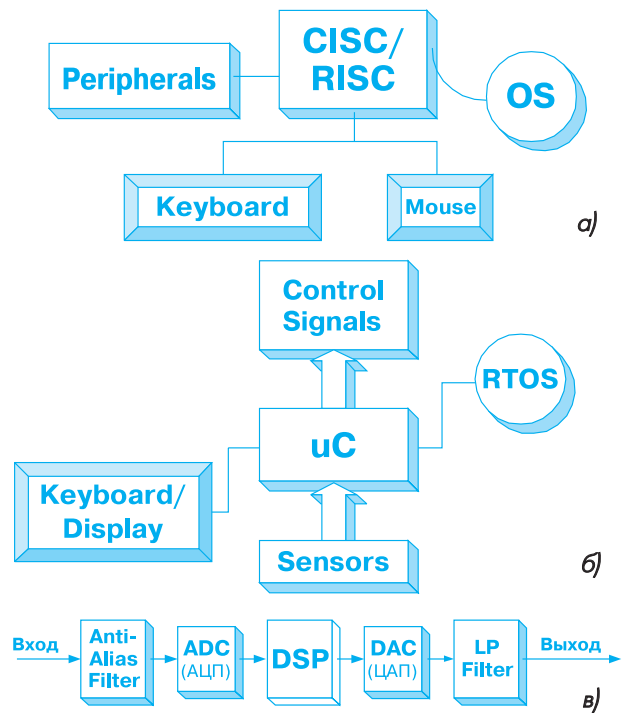 Peripherals
CISC/
RISC
OS
Keyboard
Mouse
а)
Control
Signals
RTOS
uC
Keyboard/
Display
Sensors
б)
Вход
Anti-
Alias
Filter
ADC
(АЦП)
DSP
DAC
(ЦАП)
LP
Filter
Выход
в)